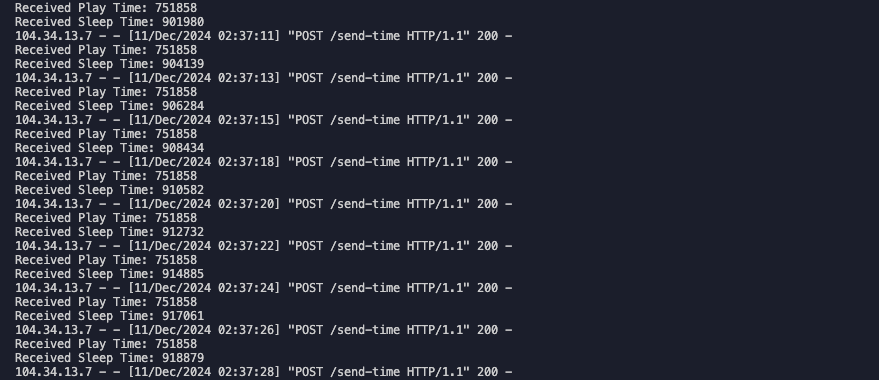 Received Play Time: 751858
Received Sleep Time: 901980
104.34.13.7 - - [11/Dec/2024 02:37:11] "POST /send-time HTTP/1.1" 200 -
Received Play Time: 751858
Received Sleep Time: 904139
104.34.13.7 - - [11/Dec/2024 02:37:13] "POST /send-time HTTP/1.1" 200 -
Received Play Time: 751858
Received Sleep Time: 906284
104.34.13.7 - - [11/Dec/2024 02:37:15] "POST /send-time HTTP/1.1" 200 -
Received Play Time: 751858
Received Sleep Time: 908434
104.34.13.7 - - [11/Dec/2024 02:37:18] "POST /send-time HTTP/1.1" 200 -
Received Play Time: 751858
Received Sleep Time: 910582
104.34.13.7 - - [11/Dec/2024 02:37:20] "POST /send-time HTTP/1.1" 200 -
Received Play Time: 751858
Received Sleep Time: 912732
104.34.13.7 - - [11/Dec/2024 02:37:22] "POST /send-time HTTP/1.1" 200 -
Received Play Time: 751858
Received Sleep Time: 914885
104.34.13.7 - - [11/Dec/2024 02:37:24] "POST /send-time HTTP/1.1" 200 -
Received Play Time: 751858
Received Sleep Time: 917061
104.34.13.7 - - [11/Dec/2024 02:37:26] "POST /send-time HTTP/1.1" 200 -
Received Play Time: 751858
Received Sleep Time: 918879
104.34.13.7 - - [11/Dec/2024 02:37:28] "POST /send-time HTTP/1.1" 200 -